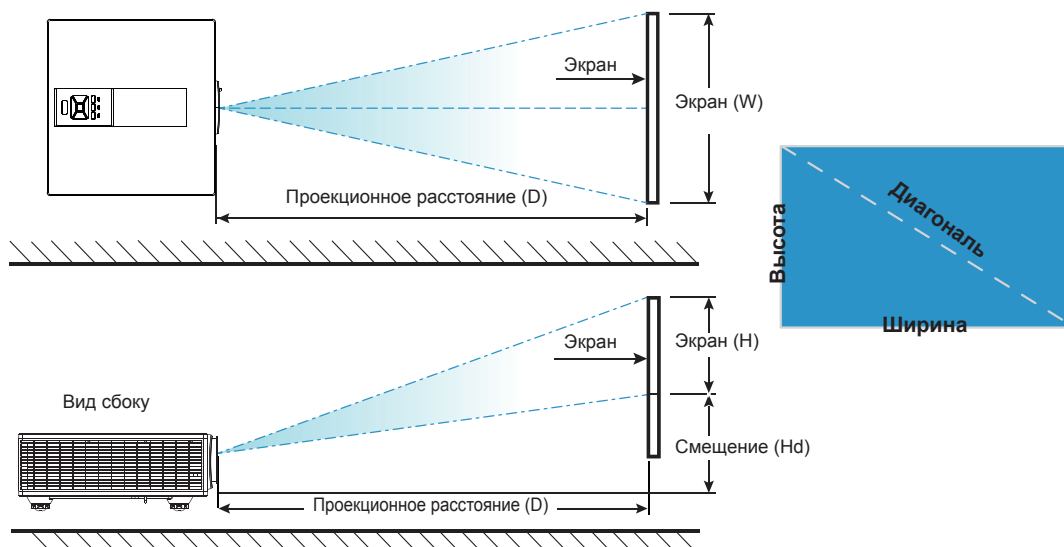 Экран
Экран (W)
Проекционное расстояние (D)
Высота
Диагональ
Ширина
Экран
Экран (H)
Вид сбоку
Смещение (Hd)
Проекционное расстояние (D)